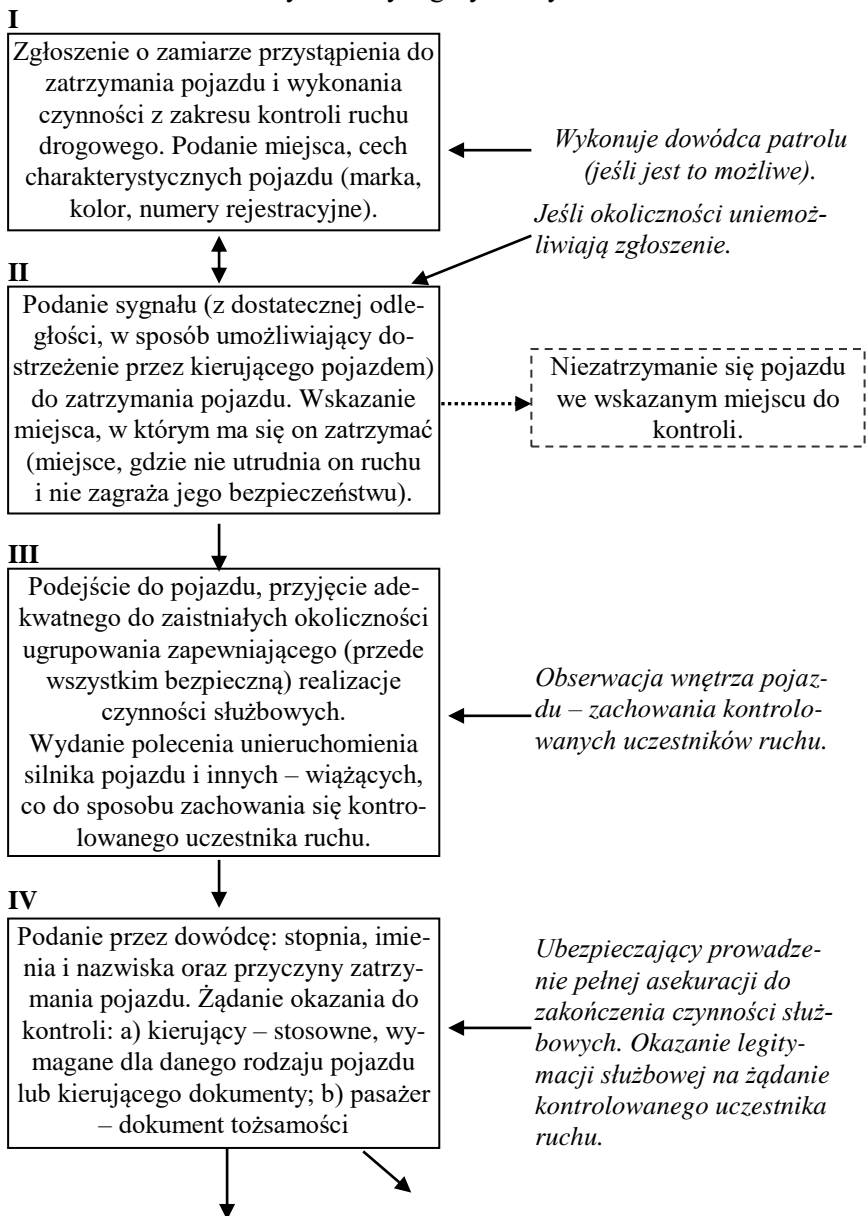 I
Zgłoszenie o zamiarze przystąpienia do
zatrzymania pojazdu i wykonania
czynności z zakresu kontroli ruchu
drogowego. Podanie miejsca, cech
charakterystycznych pojazdu (marka,
kolor, numery rejestracyjne).
Wykonuje dowódca patrolu
(jeśli jest to możliwe).
Jeśli okoliczności uniemoż-
liwiają zgłoszenie.
II
Podanie sygnału (z dostatecznej odle-
głości, w sposób umożliwiający do-
strzeżenie przez kierującego pojazdem)
do zatrzymania pojazdu. Wskazanie
miejsca, w którym ma się on zatrzymać
(miejsce, gdzie nie utrudnia on ruchu
i nie zagraża jego bezpieczeństwu).
Niezatrzymanie się pojazdu
we wskazanym miejscu do
kontroli.
III
Podejście do pojazdu, przyjęcie ade-
kwatnego do zaistniałych okoliczności
ugrupowania zapewniającego (przede
wszystkim bezpieczną) realizacje
czynności służbowych.
Wydanie polecenia unieruchomienia
silnika pojazdu i innych – wiążących,
co do sposobu zachowania się kontro-
lowanego uczestnika ruchu.
Obserwacja wnętrza pojaz-
du – zachowania kontrolo-
wanych uczestników ruchu.
IV
Podanie przez dowódcę: stopnia, imie-
nia i nazwiska oraz przyczyny zatrzy-
mania pojazdu. Żądanie okazania do
kontroli: a) kierujący – stosowne, wy-
magane dla danego rodzaju pojazdu
lub kierującego dokumenty; b) pasażer
– dokument tożsamości
Ubezpieczający prowadze-
nie pełnej asekuracji do
zakończenia czynności służ-
bowych. Okazanie legity-
macji służbowej na żądanie
kontrolowanego uczestnika
ruchu.